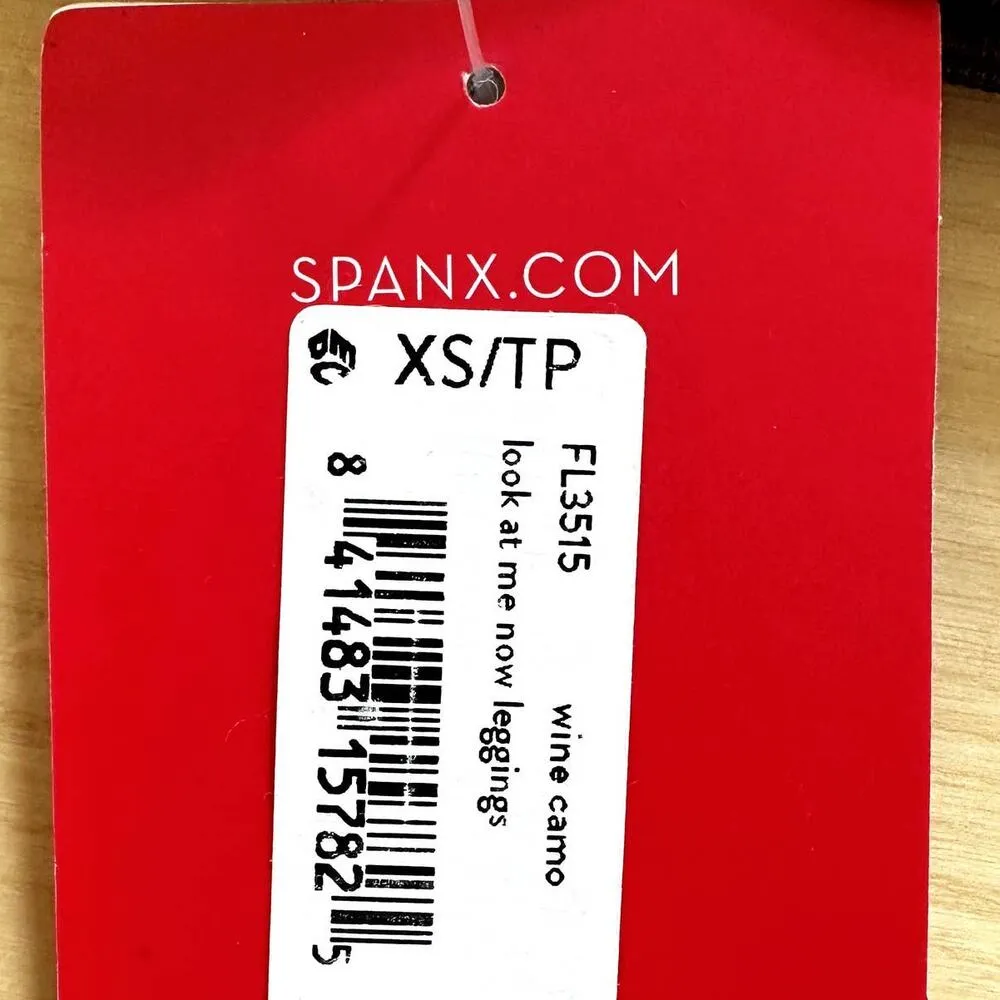 SPANX.COM
XS/TP
FL3515 wine camo
look at me now leggings
8 41483 15782 5